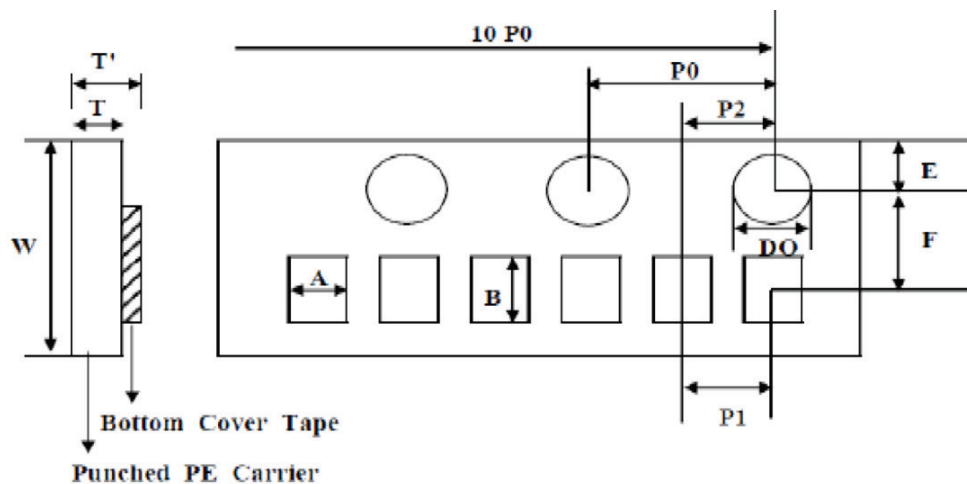 10 P0
T'
P0
T
P2
E
W
DO
F
A
B
P1
Bottom Cover Tape
Punched PE Carrier